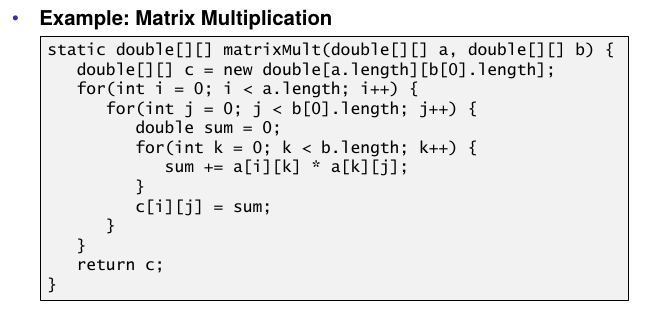 • Example: Matrix Multiplication
static double[][] matrixMult(double[][] a, double[][] b) {
   double[][] c = new double[a.length][b[0].length];
   for(int i = 0; i < a.length; i++) {
      for(int j = 0; j < b[0].length; j++) {
         double sum = 0;
         for(int k = 0; k < b.length; k++) {
            sum += a[i][k] * a[k][j];
         }
         c[i][j] = sum;
      }
   }
   return c;
}